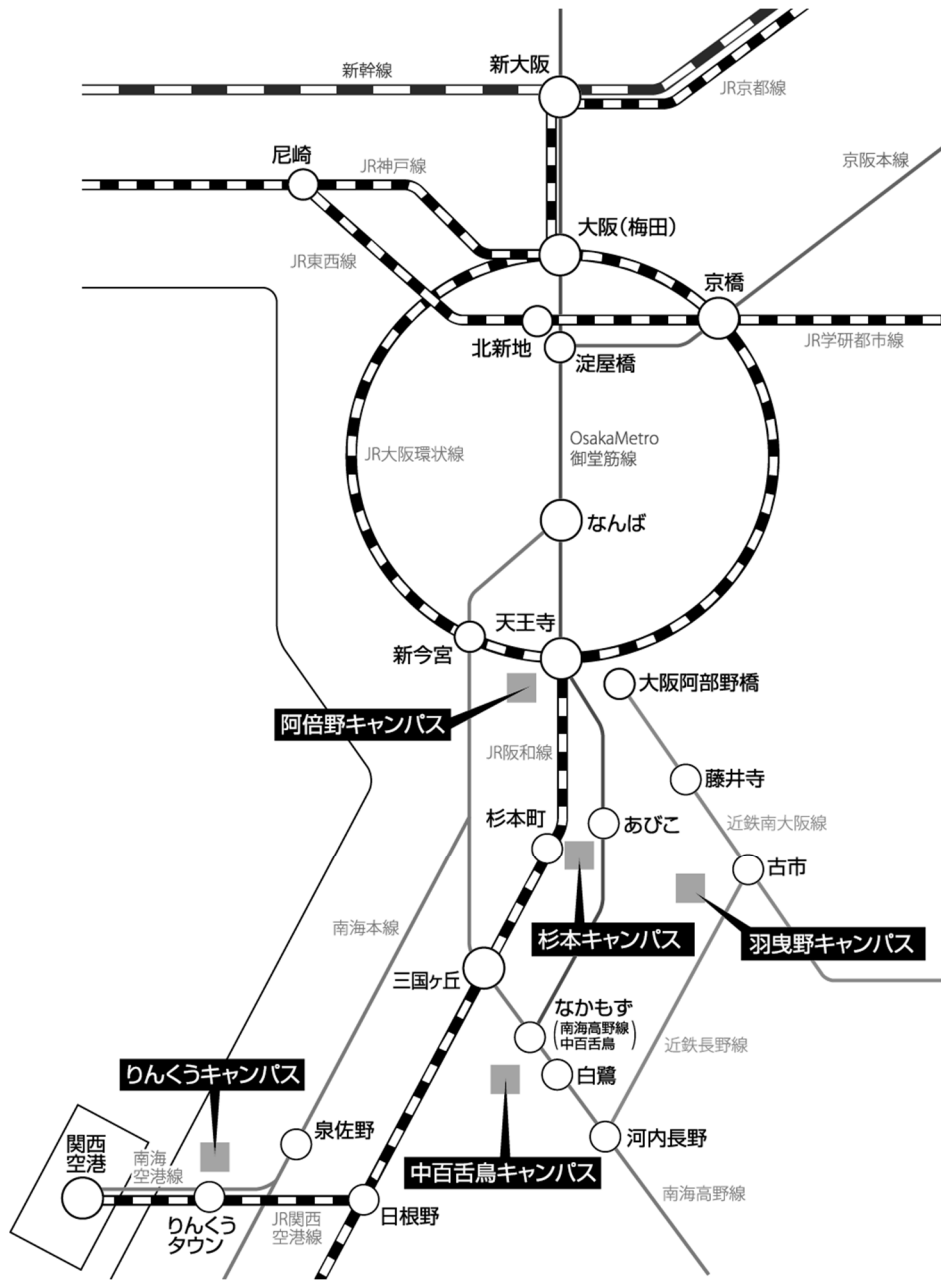 新大阪
新幹線
JR京都線
尼崎
JR神戸線
京阪本線
大阪(梅田)
JR東西線
京橋
北新地
淀屋橋
JR学研都市線
JR大阪環状線
OsakaMetro
御堂筋線
なんば
天王寺
新今宮
大阪阿部野橋
阿倍野キャンパス
JR阪和線
藤井寺
杉本町
あびこ
近鉄南大阪線
古市
南海本線
杉本キャンパス
羽曳野キャンパス
三国ヶ丘
なかもず
(南海高野線
中百舌鳥)
近鉄長野線
りんくうキャンパス
白鷺
泉佐野
河内長野
関西
空港
南海
空港線
中百舌鳥キャンパス
りんくう
タウン
JR関西
空港線
日根野
南海高野線